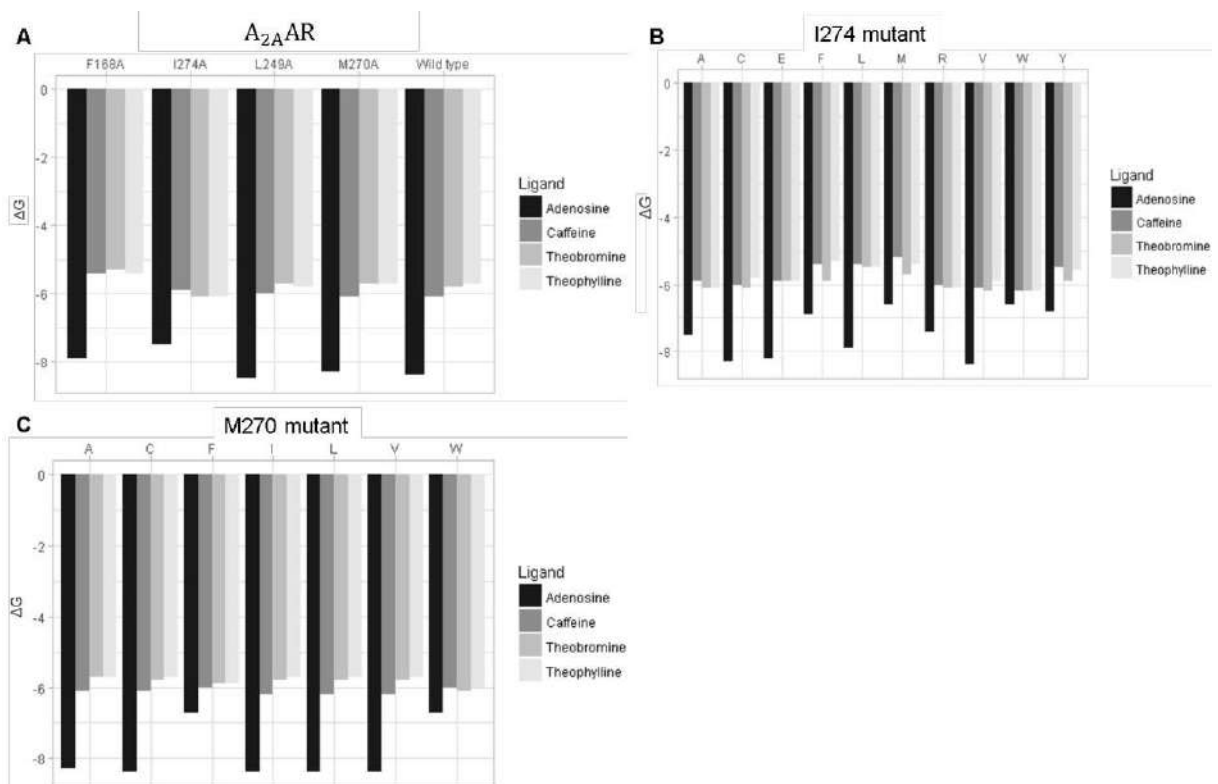 A
A₂ₐAR
F168A I274A L249A M270A Wild type
0
-2
-4
-6
-8
ΔG
Ligand
Adenosine
Caffeine
Theobromine
Theophylline
B
I274 mutant
A C E F L M R V W Y
0
-2
-4
-6
-8
ΔG
Ligand
Adenosine
Caffeine
Theobromine
Theophylline
C
M270 mutant
A C F I L V W
0
-2
-4
-6
-8
ΔG
Ligand
Adenosine
Caffeine
Theobromine
Theophylline